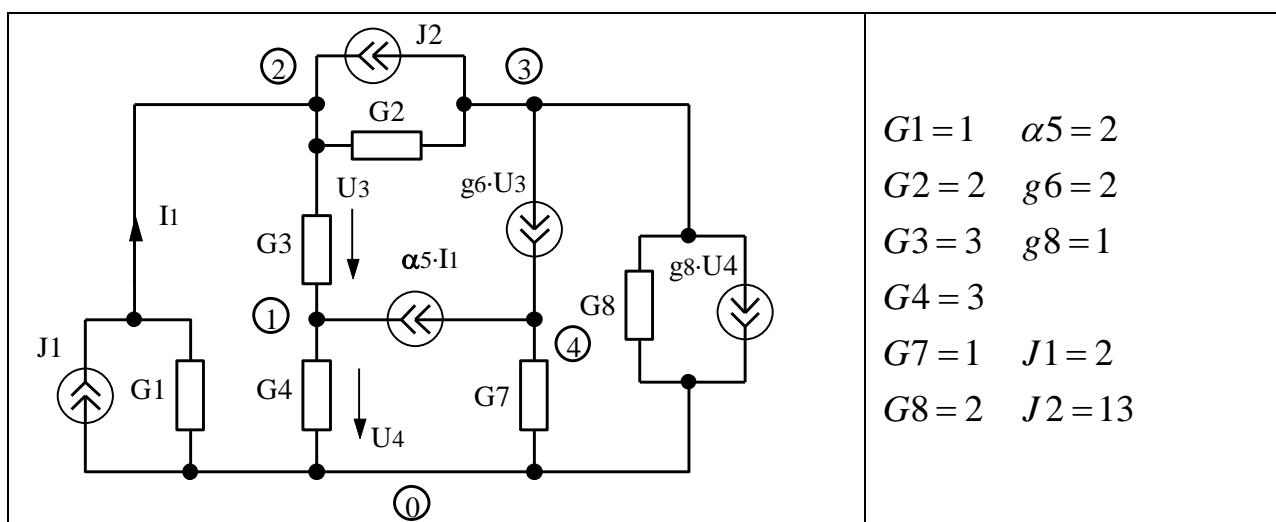 J2
2
3
G2
U3
g6·U3
I1
G3
α5·I1
g8·U4
G8
1
4
J1
G1
G4
G7
U4
0
G1=1 α5=2
G2=2 g6=2
G3=3 g8=1
G4=3
G7=1 J1=2
G8=2 J2=13